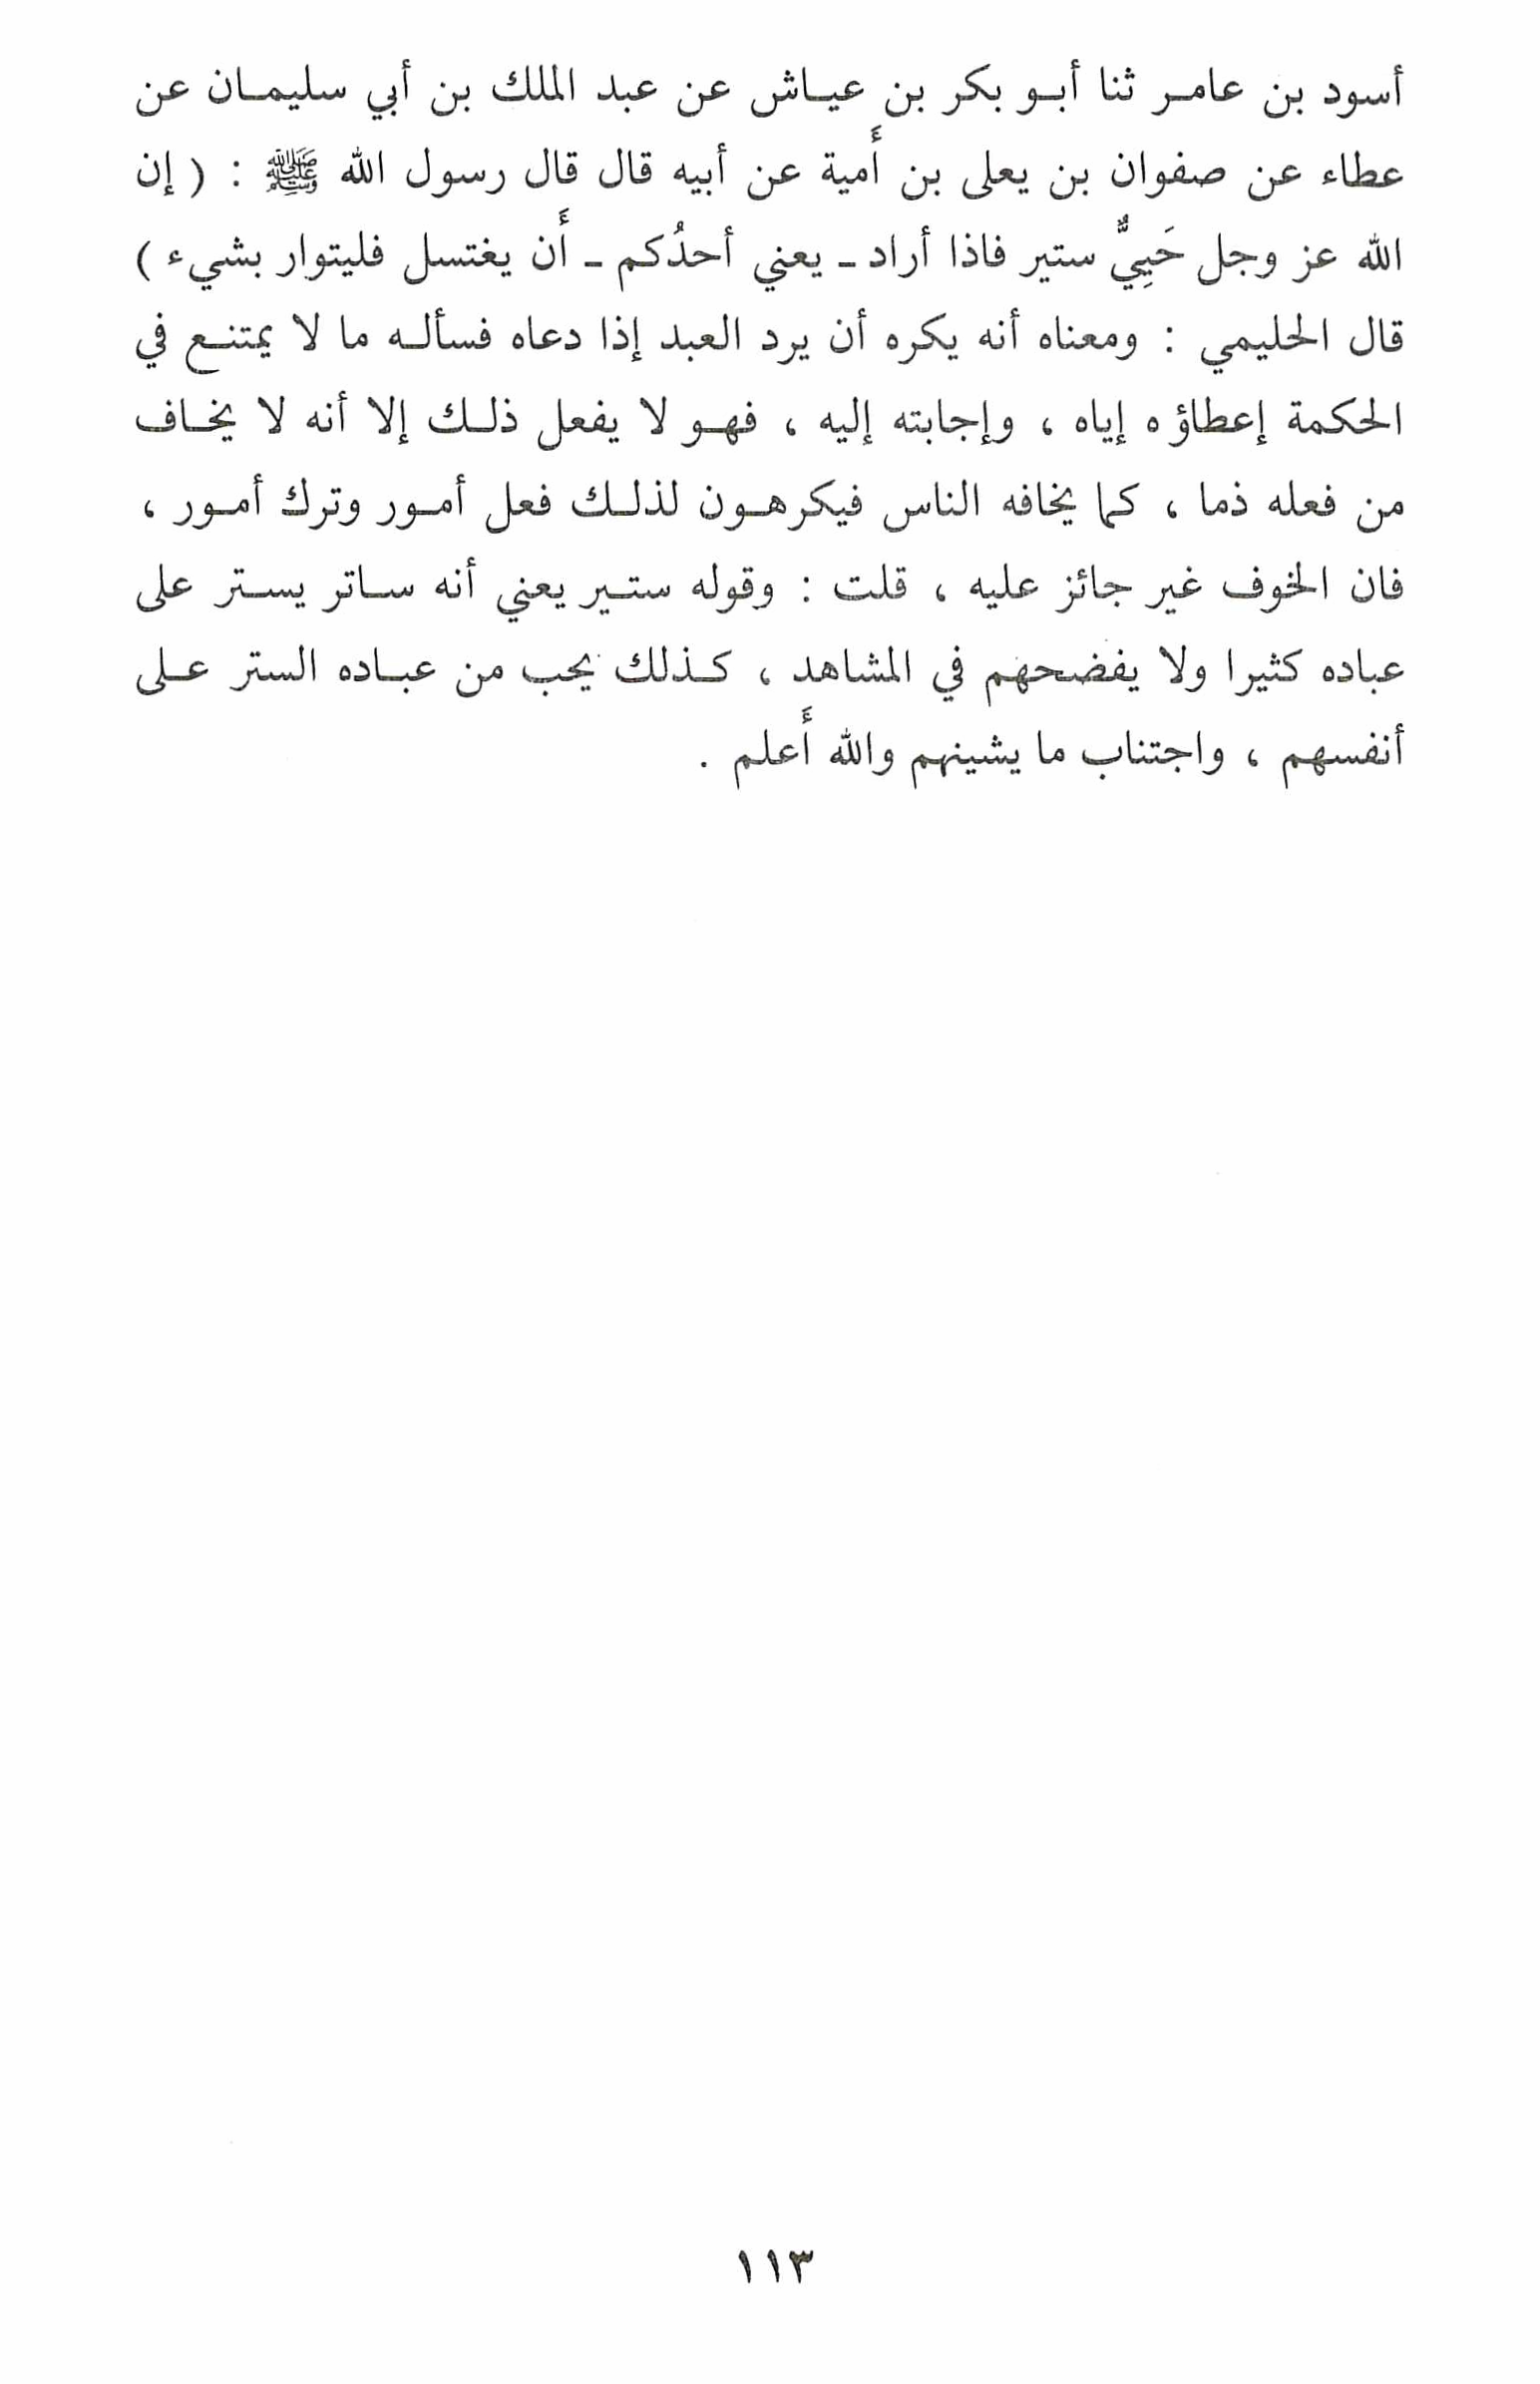 أسود بن عامر ثنا أبو بكر بن عياش عن عبد الملك بن أبي سليمان عن
عطاء عن صفوان بن يعلى بن أَمية عن أبيه قال قال رسول الله ﷺ : ( إن
الله عز وجل حَيِيٌّ ستير فاذا أراد ـ يعني أحدُكم ـ أَن يغتسل فليتوار بشيء )
قال الحليمي : ومعناه أنه يكره أن يرد العبد إذا دعاه فسأله ما لا يمتنع في
الحكمة إعطاؤه إياه ، وإجابته إليه ، فهو لا يفعل ذلك إلا أنه لا يخاف
من فعله ذما ، كما يخافه الناس فيكرهون لذلك فعل أمور وترك أمور ،
فان الخوف غير جائز عليه ، قلت : وقوله ستير يعني أنه ساتر يستر على
عباده كثيرا ولا يفضحهم في المشاهد ، كذلك يحب من عباده الستر على
أنفسهم ، واجتناب ما يشينهم والله أَعلم .
١١٣